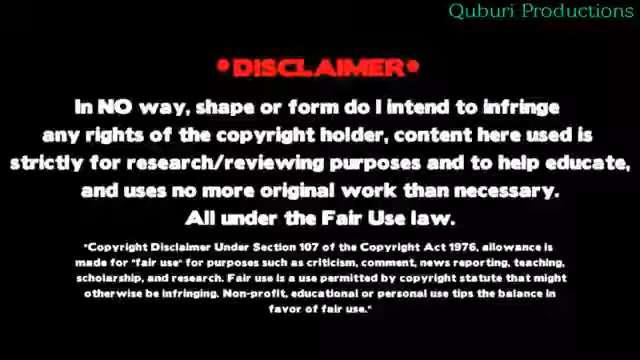 Quburi Productions
*DISCLAIMER*
In NO way, shape or form do I intend to infringe
any rights of the copyright holder, content here used is
strictly for research/reviewing purposes and to help educate,
and uses no more original work than necessary.
All under the Fair Use law.
"Copyright Disclaimer Under Section 107 of the Copyright Act 1976, allowance is
made for "fair use" for purposes such as criticism, comment, news reporting, teaching,
scholarship, and research. Fair use is a use permitted by copyright statute that might
otherwise be infringing. Non-profit, educational or personal use tips the balance in
favor of fair use."